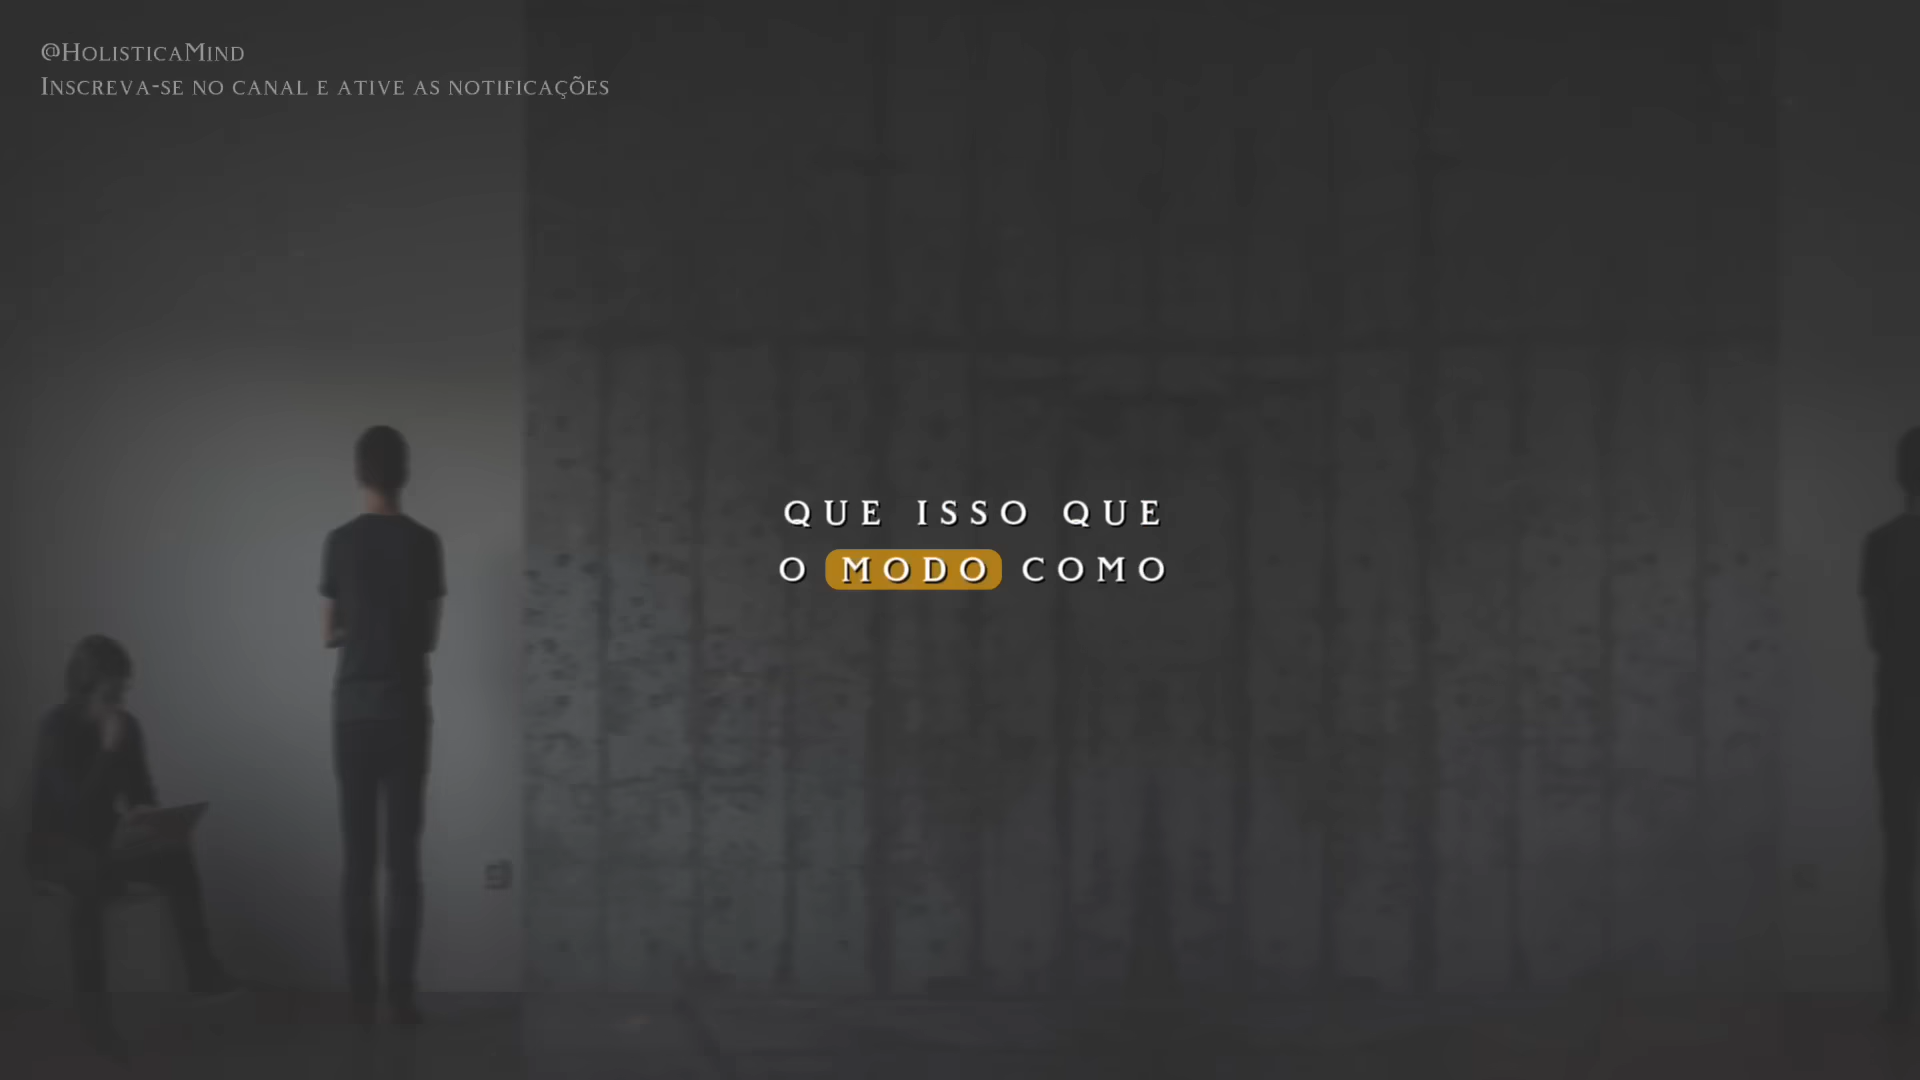 @HolisticaMind
Inscreva-se no canal e ative as notificações
QUE ISSO QUE
O MODO COMO